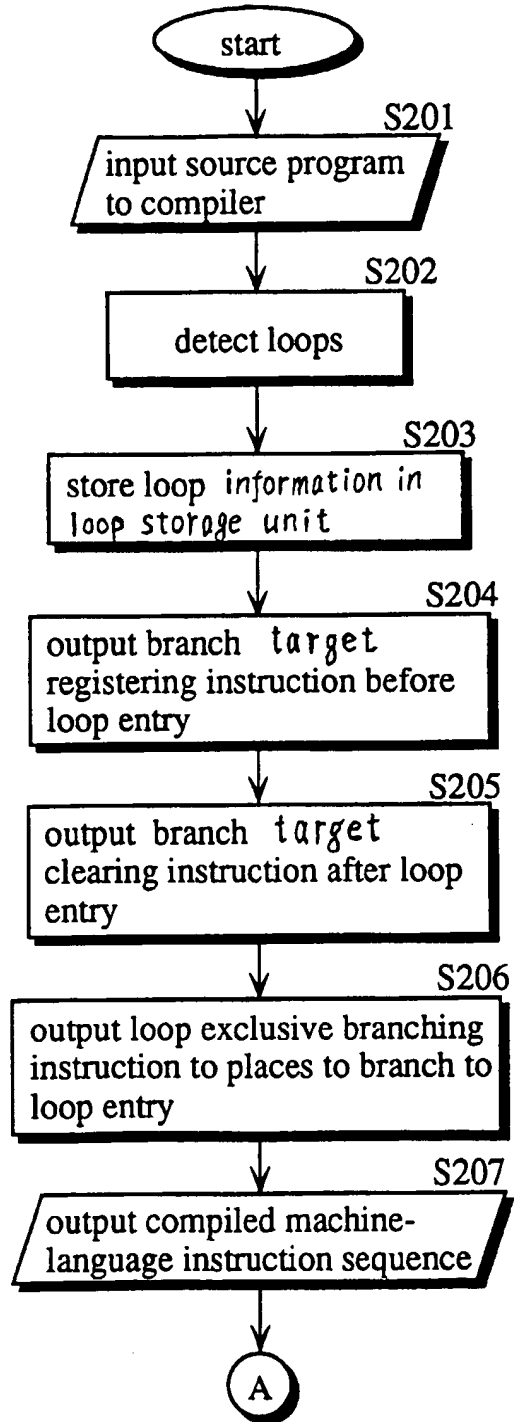 start
S201
input source program
to compiler
S202
detect loops
S203
store loop information in
loop storage unit
S204
output branch target
registering instruction before
loop entry
S205
output branch target
clearing instruction after loop
entry
S206
output loop exclusive branching
instruction to places to branch to
loop entry
S207
output compiled machine-
language instruction sequence
A